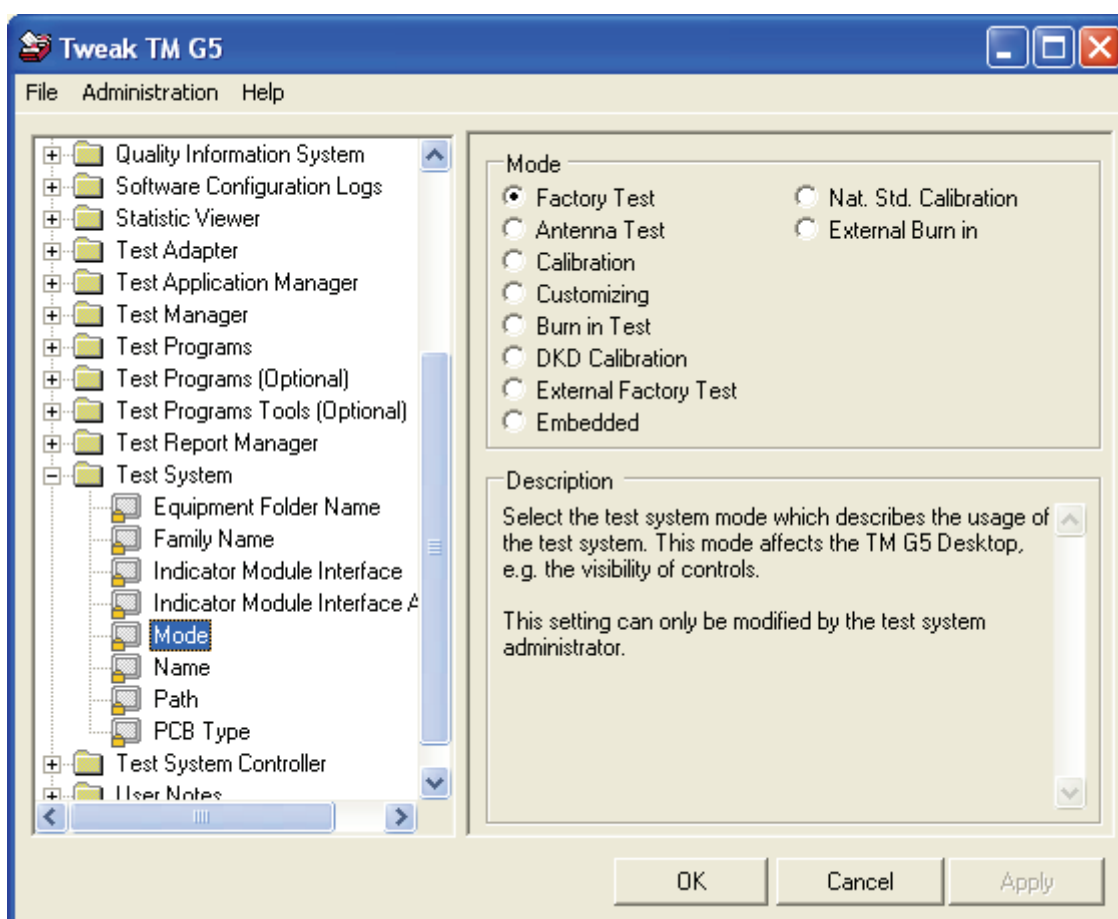 Tweak TM G5
File Administration Help
Quality Information System
Software Configuration Logs
Statistic Viewer
Test Adapter
Test Application Manager
Test Manager
Test Programs
Test Programs (Optional)
Test Programs Tools (Optional)
Test Report Manager
Test System
Equipment Folder Name
Family Name
Indicator Module Interface
Indicator Module Interface A
Mode
Name
Path
PCB Type
Test System Controller
User Notes
Mode
Factory Test
Antenna Test
Calibration
Customizing
Burn in Test
DKD Calibration
External Factory Test
Embedded
Nat. Std. Calibration
External Burn in
Description
Select the test system mode which describes the usage of
the test system. This mode affects the TM G5 Desktop,
e.g. the visibility of controls.
This setting can only be modified by the test system
administrator.
OK Cancel Apply